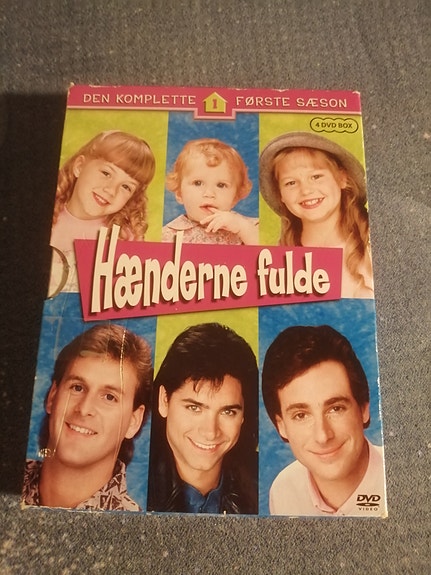 DEN KOMPLETTE 1 FØRSTE SÆSON
4 DVD BOX
Hænderne fulde
DVD
VIDEO